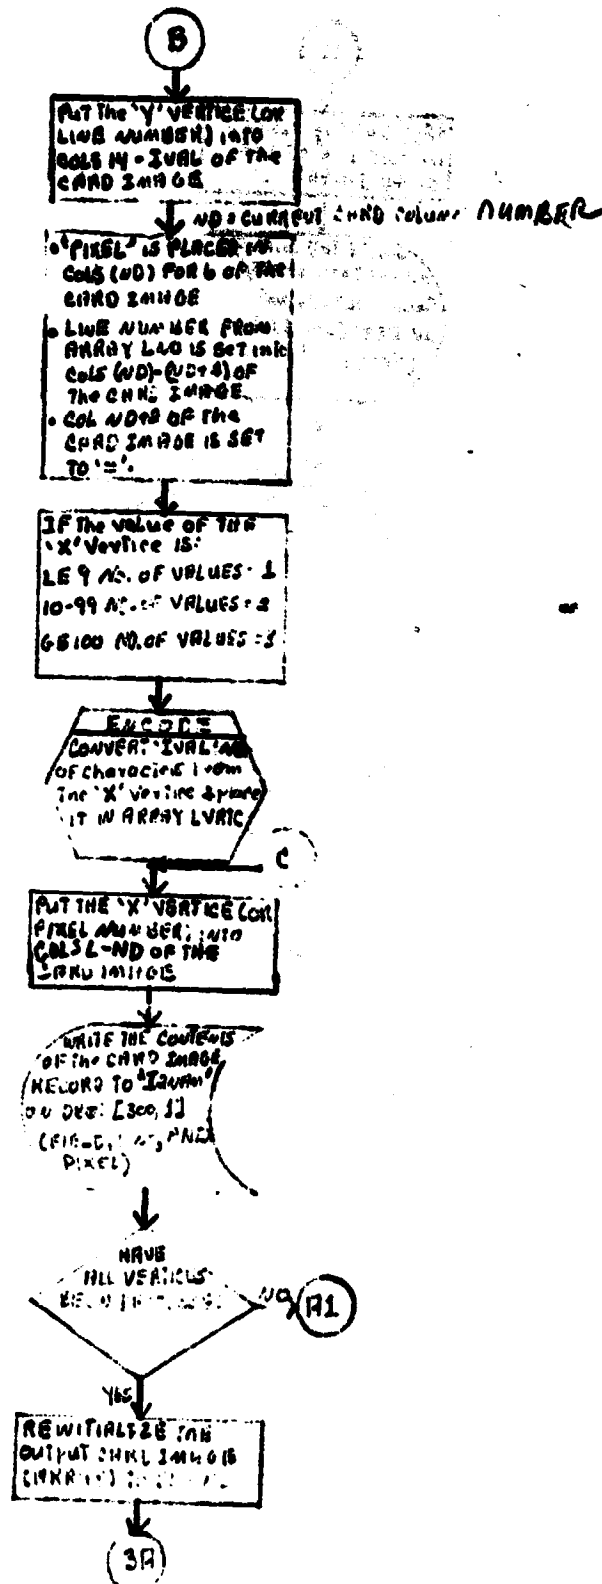 B
PUT THE 'Y' VERTICE (OR
LINE NUMBER) INTO
COLS 14 - IVAL OF THE
CARD IMAGE
ND = CURRENT CARD COLUMN NUMBER
• "PIXEL" IS PLACED IN
COLS (ND) FOR 6 OF THE
CARD IMAGE
• LINE NUMBER FROM
ARRAY LNO IS SET INTO
COLS (ND)-(ND+4) OF
THE CARD IMAGE
• COL ND+8 OF THE
CARD IMAGE IS SET
TO '='.
IF The value OF THE
'X' Vertice IS:
LE 9 NO. OF VALUES = 1
10-99 NO. OF VALUES = 2
GE 100 NO. OF VALUES = 3
ENCODE
CONVERT 'IVAL' NO.
OF characters from
The 'X' Vertice & place
IT IN ARRAY LVRTC
C
PUT THE 'X' VERTICE (OR
PIXEL NUMBER) INTO
COLS L-ND OF THE
CARD IMAGE
WRITE THE CONTENTS
OF the CARD IMAGE
RECORD TO
ON [300,1]
PIXEL)
HAVE
ALL VERTICES
BEEN
NO
A1
YES
REINITIALIZE THE
OUTPUT CARD IMAGE
3A